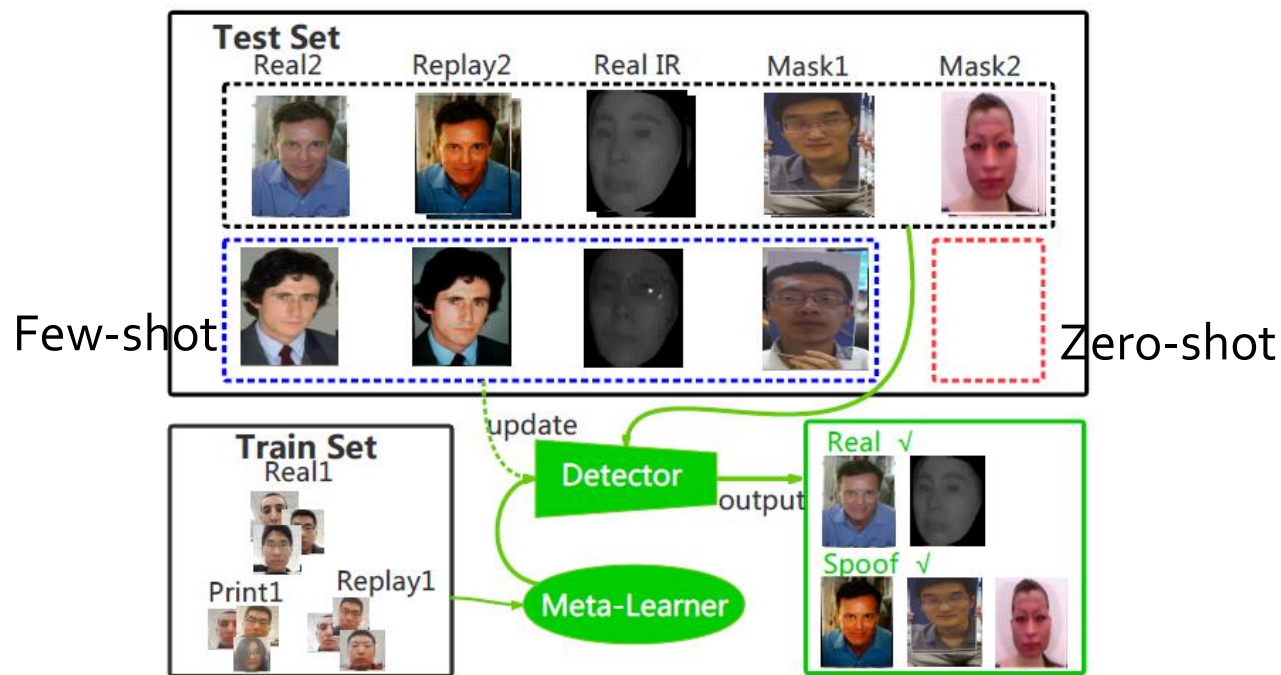 Test Set
Real2 Replay2 Real IR Mask1 Mask2
Few-shot
Zero-shot
update
Train Set
Real1
Print1
Replay1
Detector
output
Meta-Learner
Real √
Spoof √